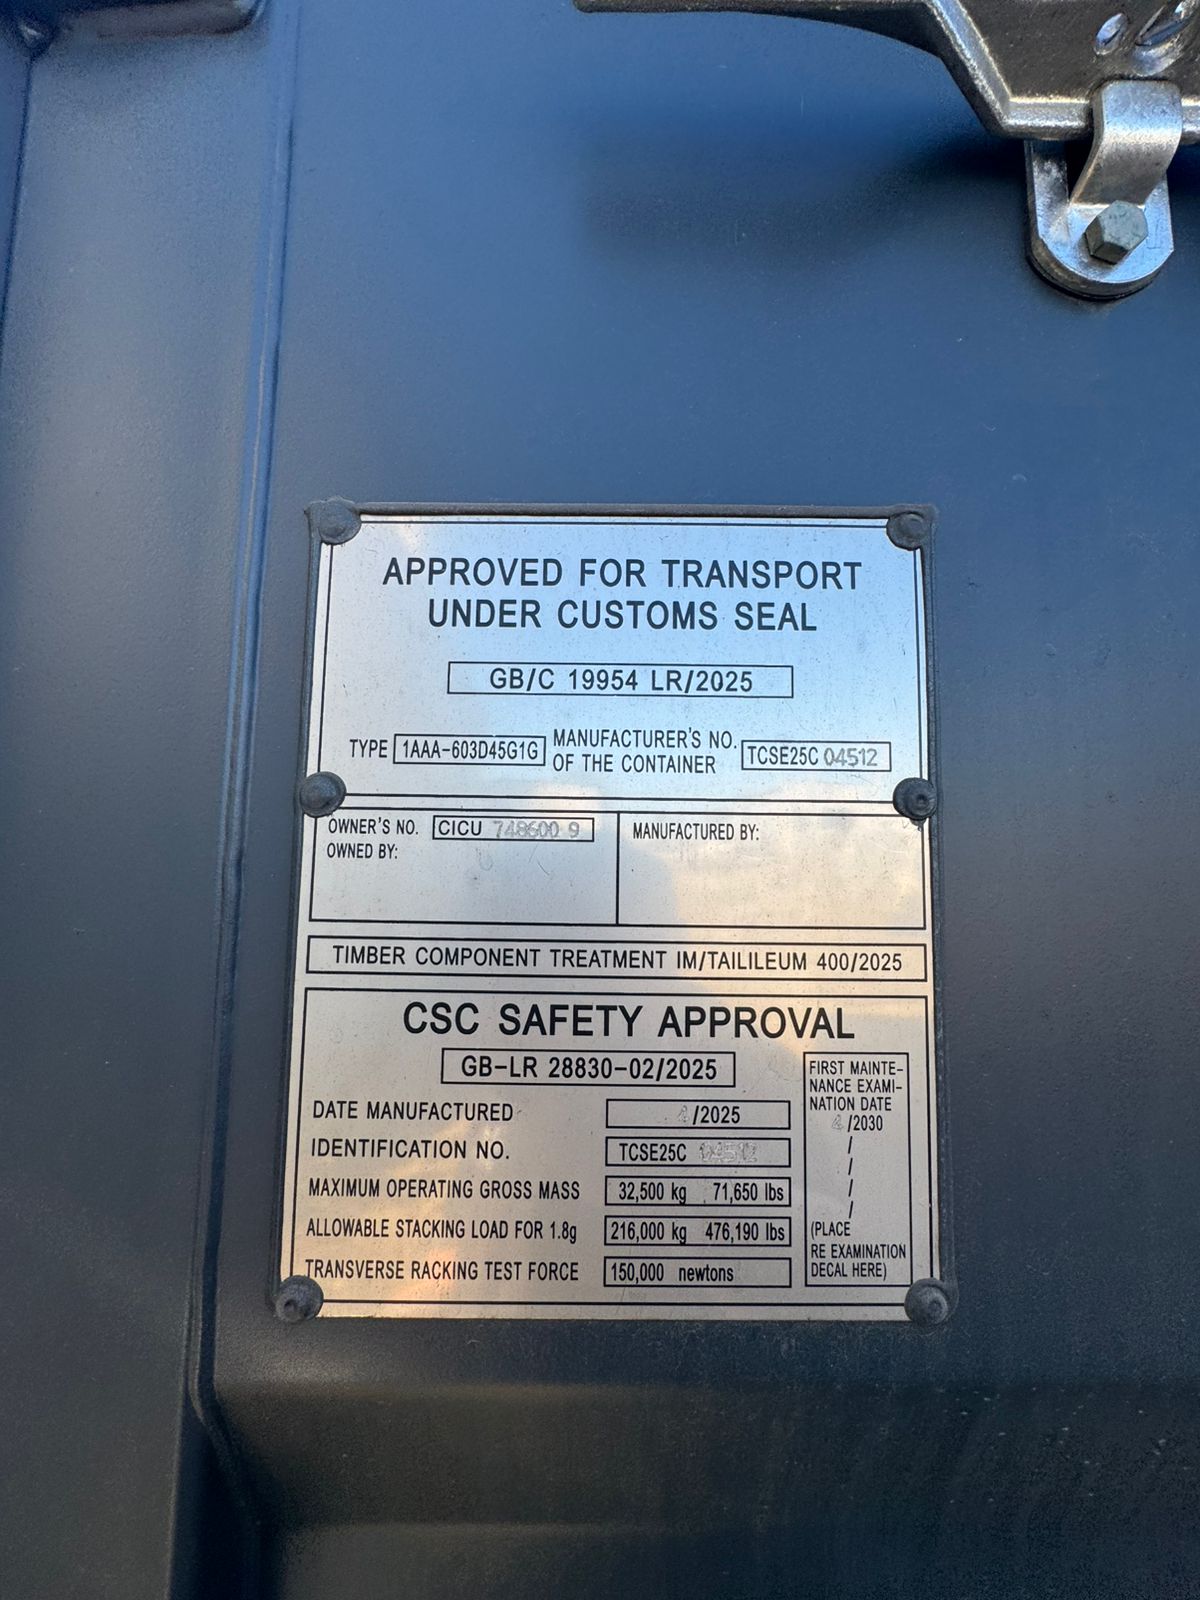 APPROVED FOR TRANSPORT
UNDER CUSTOMS SEAL
GB/C 19954 LR/2025
TYPE 1AAA-603D45G1G MANUFACTURER'S NO. OF THE CONTAINER TCSE25C 04512
OWNER'S NO. CICU 748600 9
OWNED BY:
MANUFACTURED BY:
TIMBER COMPONENT TREATMENT IM/TAILILEUM 400/2025
CSC SAFETY APPROVAL
GB-LR 28830-02/2025
DATE MANUFACTURED 4/2025
IDENTIFICATION NO. TCSE25C 04512
MAXIMUM OPERATING GROSS MASS 32,500 kg 71,650 lbs
ALLOWABLE STACKING LOAD FOR 1.8g 216,000 kg 476,190 lbs
TRANSVERSE RACKING TEST FORCE 150,000 newtons
FIRST MAINTE-
NANCE EXAMI-
NATION DATE
4/2030
/
/
/
/
(PLACE
RE EXAMINATION
DECAL HERE)